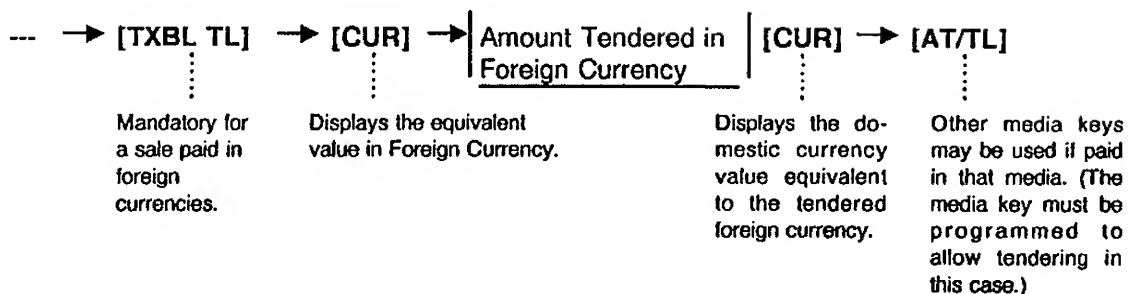 --- → [TXBL TL] → [CUR] → Amount Tendered in [CUR] → [AT/TL]
Foreign Currency
Mandatory for
a sale paid in
foreign
currencies.
Displays the equivalent
value in Foreign Currency.
Displays the do-
mestic currency
value equivalent
to the tendered
foreign currency.
Other media keys
may be used if paid
in that media. (The
media key must be
programmed to
allow tendering in
this case.)